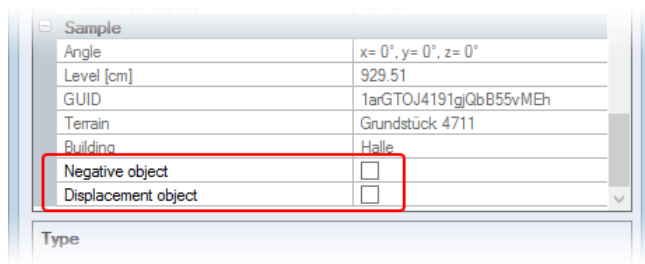 Sample
Angle x= 0°, y= 0°, z= 0°
Level [cm] 929.51
GUID 1arGTOJ4191gjQbB55vMEh
Terrain Grundstück 4711
Building Halle
Negative object
Displacement object
Type